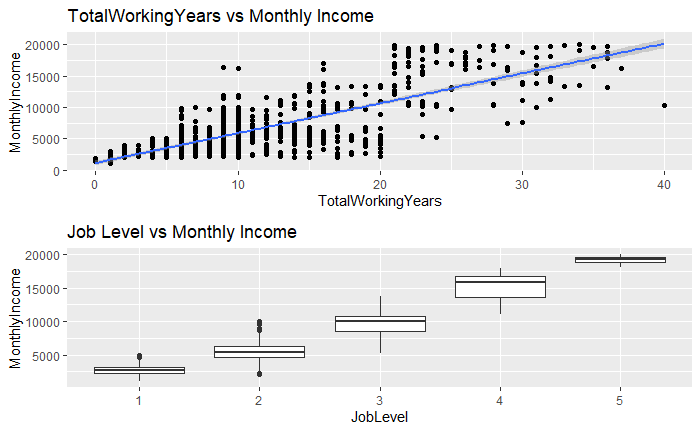 TotalWorkingYears vs Monthly Income
MonthlyIncome
20000
15000
10000
5000
0
0 10 20 30 40
TotalWorkingYears
Job Level vs Monthly Income
MonthlyIncome
20000
15000
10000
5000
1 2 3 4 5
JobLevel